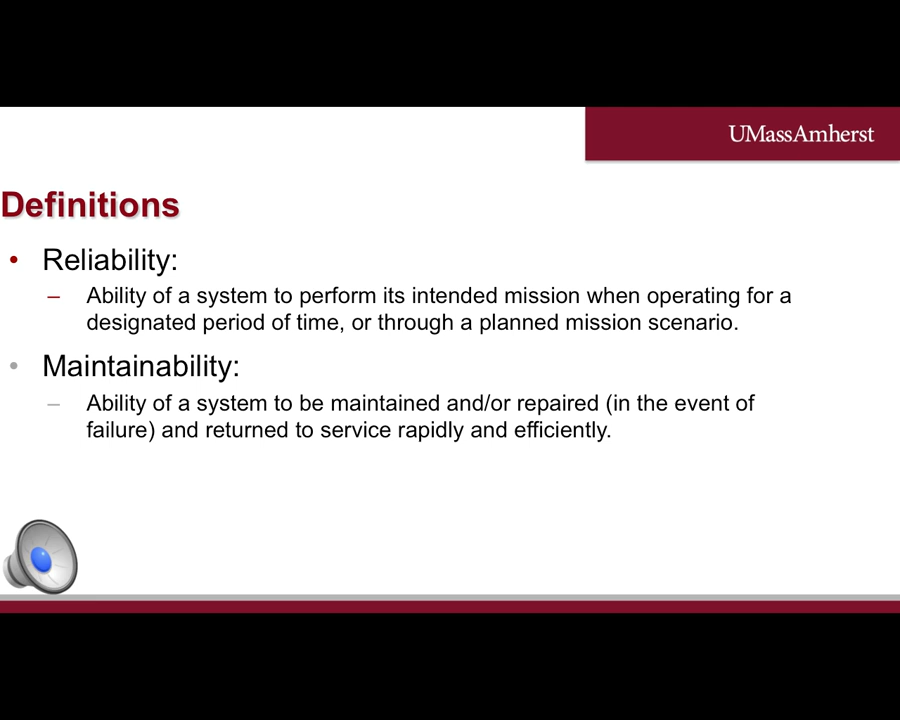 UMassAmherst
Definitions
• Reliability:
– Ability of a system to perform its intended mission when operating for a
designated period of time, or through a planned mission scenario.
• Maintainability:
– Ability of a system to be maintained and/or repaired (in the event of
failure) and returned to service rapidly and efficiently.